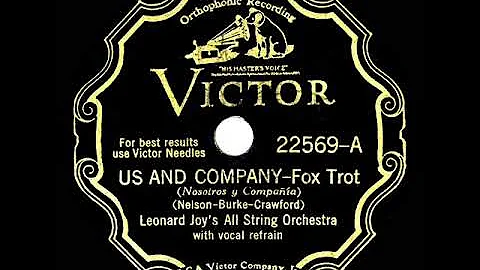 Orthophonic Recording
"HIS MASTER'S VOICE"
VICTOR
For best results
use Victor Needles
22569-A
US AND COMPANY-Fox Trot
(Nosotros y Compañía)
(Nelson-Burke-Crawford)
Leonard Joy's All String Orchestra
with vocal refrain
Victor Company